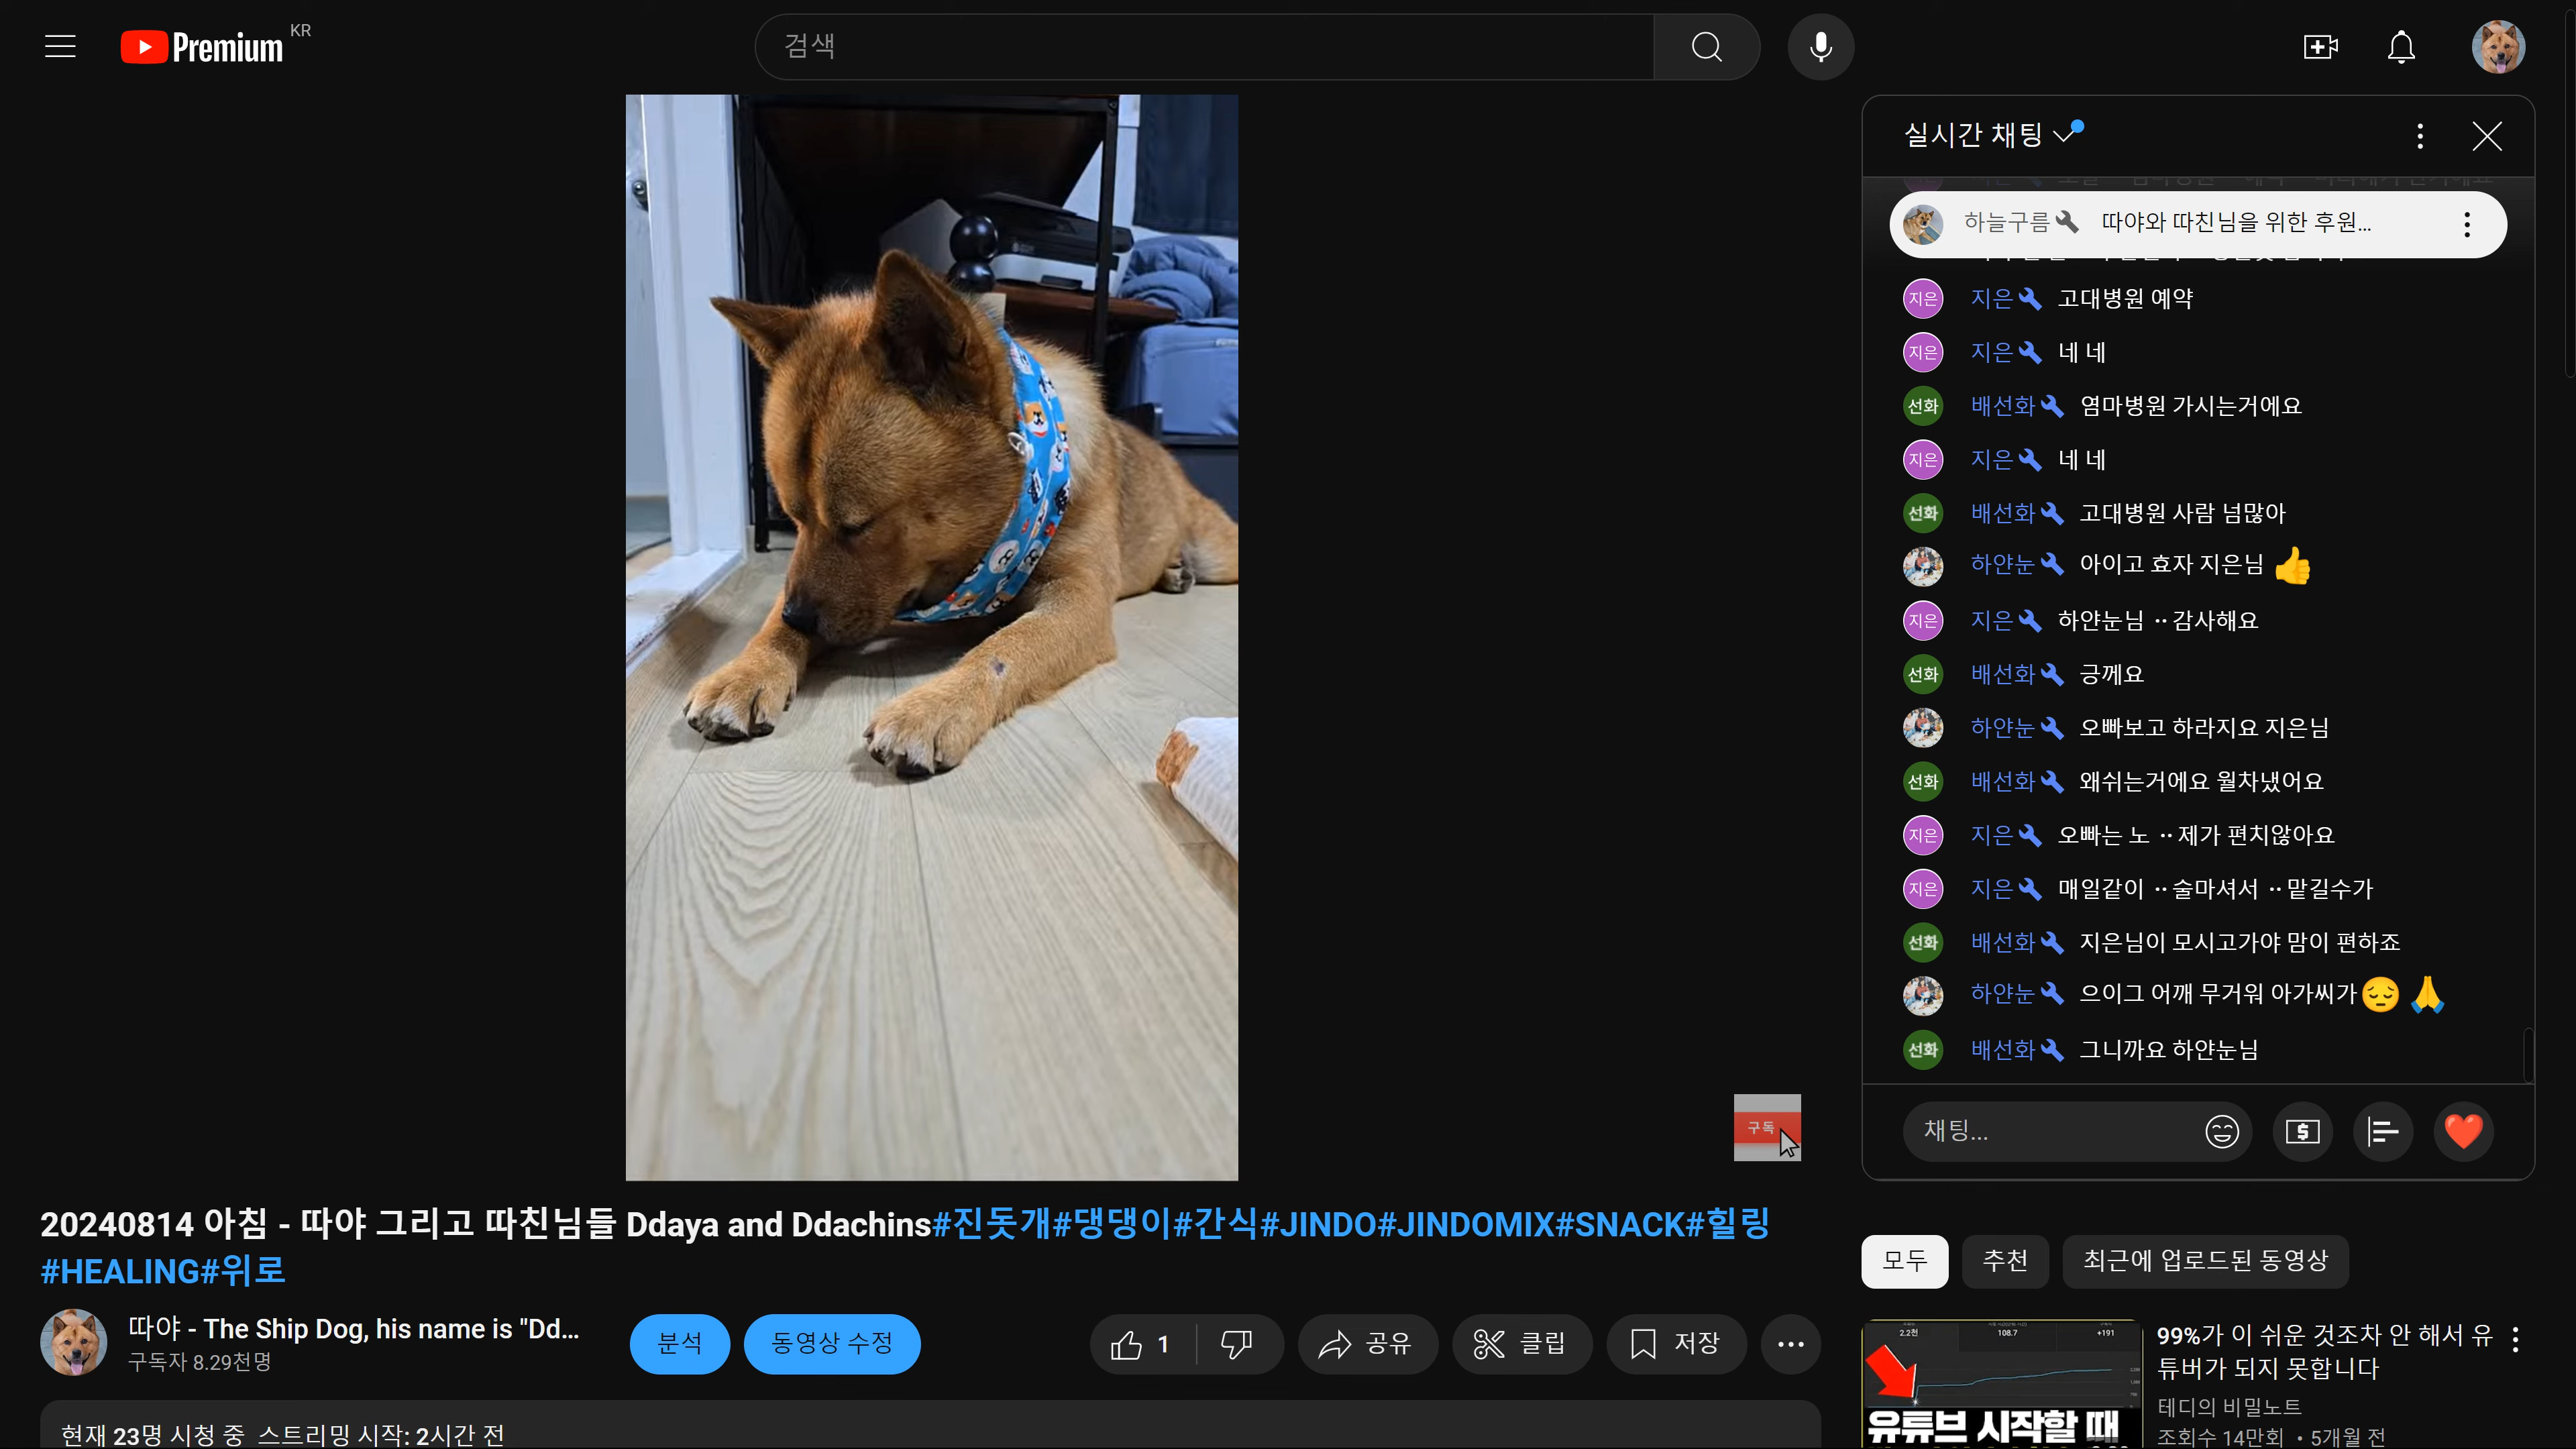 Premium KR
검색
실시간 채팅
하늘구름 따야와 따친님을 위한 후원...
지은 지은 고대병원 예약
지은 지은 네 네
선화 배선화 염마병원 가시는거에요
지은 지은 네 네
선화 배선화 고대병원 사람 넘많아
하얀눈 아이고 효자 지은님 👍
지은 지은 하얀눈님 ··감사해요
선화 배선화 긍께요
하얀눈 오빠보고 하라지요 지은님
선화 배선화 왜쉬는거에요 월차냈어요
지은 지은 오빠는 노 ··제가 편치않아요
지은 지은 매일같이 ··술마셔서 ··맡길수가
선화 배선화 지은님이 모시고가야 맘이 편하죠
하얀눈 으이그 어깨 무거워 아가씨가😔 🙏
선화 배선화 그니까요 하얀눈님
구독
채팅...
20240814 아침 - 따야 그리고 따친님들 Ddaya and Ddachins#진돗개#댕댕이#간식#JINDO#JINDOMIX#SNACK#힐링
#HEALING#위로
따야 - The Ship Dog, his name is "Dd...
구독자 8.29천명
분석
동영상 수정
1
공유
클립
저장
현재 23명 시청 중 스트리밍 시작: 2시간 전
모두
추천
최근에 업로드된 동영상
2.2천 108.7 +191
유튜브 시작할 때
99%가 이 쉬운 것조차 안 해서 유
튜버가 되지 못합니다
테디의 비밀노트
조회수 14만회 • 5개월 전